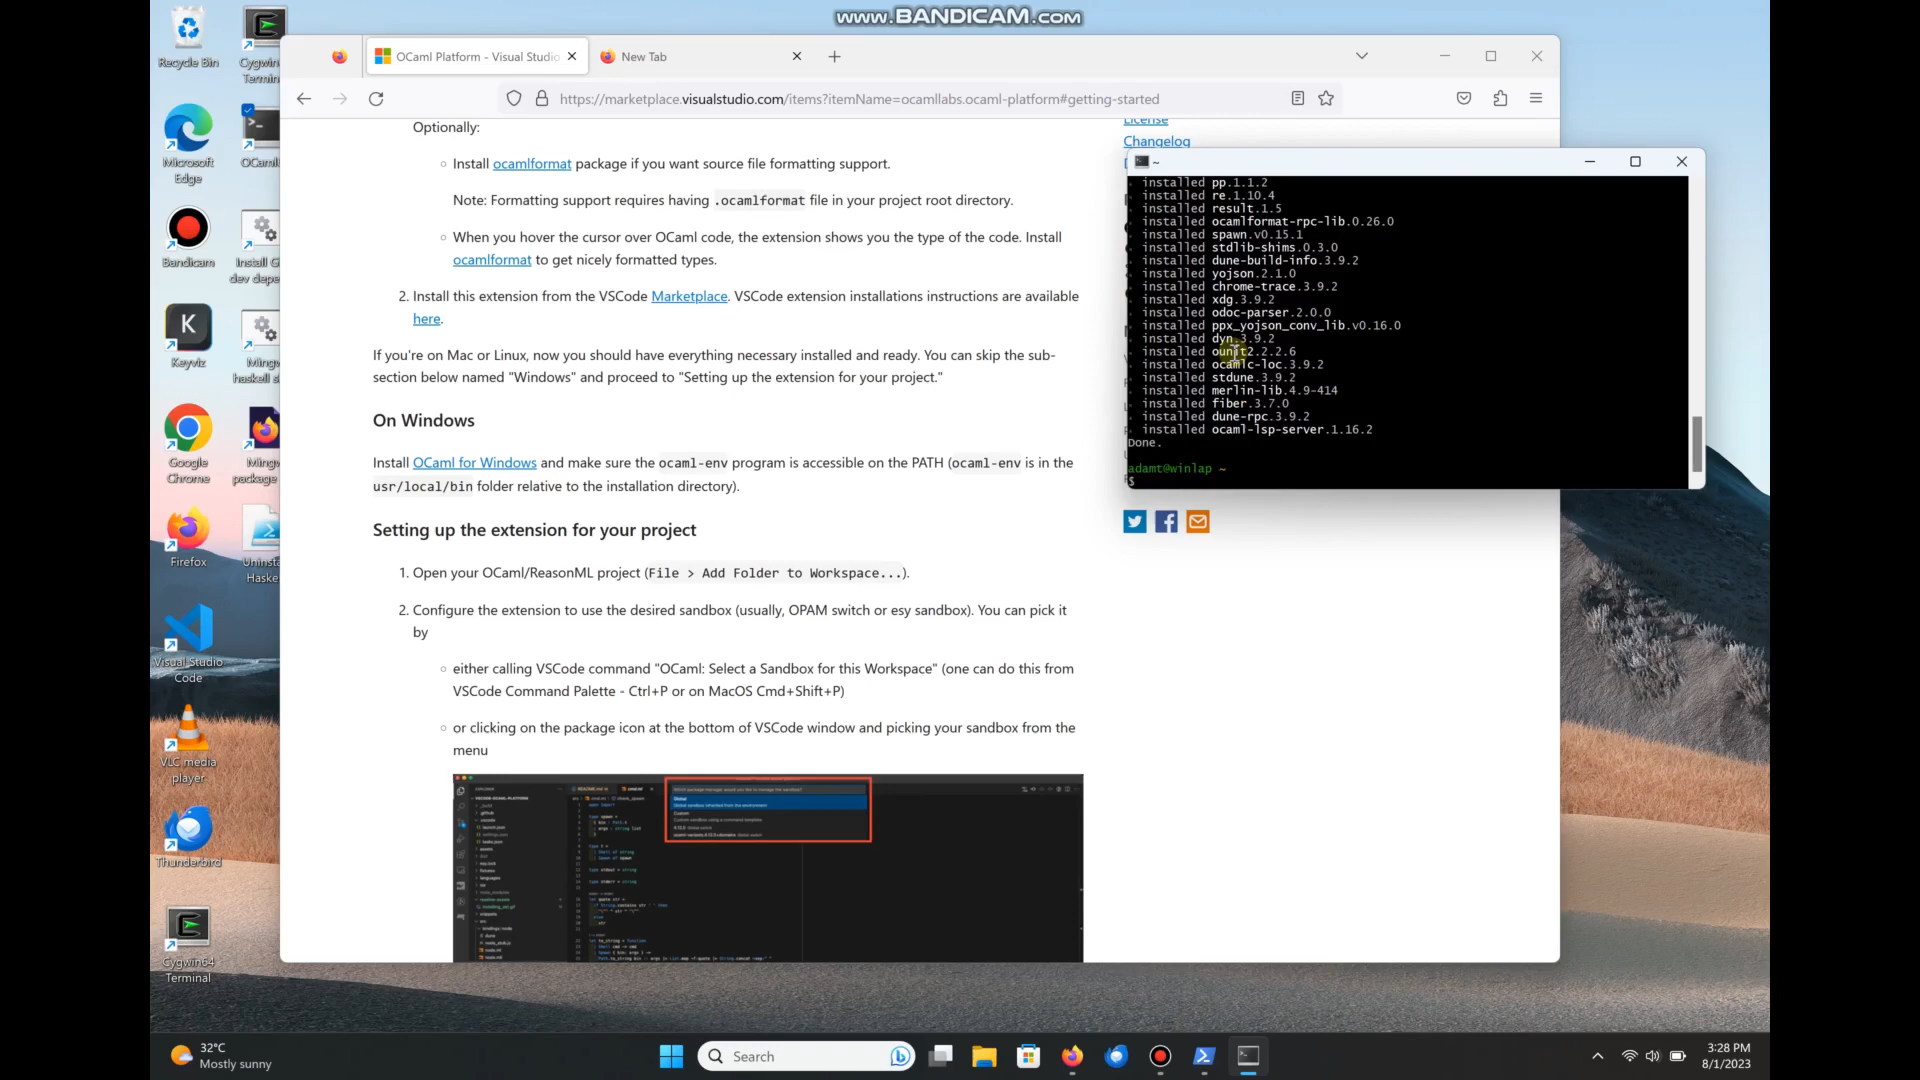 www.BANDICAM.com
Recycle Bin
Cygwin
Termin
Microsoft
Edge
OCaml
Bandicam
Install G
dev depe
Keyviz
Mingw
haskell s
Google
Chrome
Mingw
package
Firefox
Uninsta
Haske
Visual Studio
Code
VLC media
player
Thunderbird
Cygwin64
Terminal
OCaml Platform - Visual Studio
New Tab
https://marketplace.visualstudio.com/items?itemName=ocamllabs.ocaml-platform#getting-started
Optionally:
Install ocamlformat package if you want source file formatting support.
Note: Formatting support requires having .ocamlformat file in your project root directory.
When you hover the cursor over OCaml code, the extension shows you the type of the code. Install
ocamlformat to get nicely formatted types.
2. Install this extension from the VSCode Marketplace. VSCode extension installations instructions are available
here.
If you're on Mac or Linux, now you should have everything necessary installed and ready. You can skip the sub-
section below named "Windows" and proceed to "Setting up the extension for your project."
On Windows
Install OCaml for Windows and make sure the ocaml-env program is accessible on the PATH (ocaml-env is in the
usr/local/bin folder relative to the installation directory).
Setting up the extension for your project
1. Open your OCaml/ReasonML project (File > Add Folder to Workspace...).
2. Configure the extension to use the desired sandbox (usually, OPAM switch or esy sandbox). You can pick it
by
either calling VSCode command "OCaml: Select a Sandbox for this Workspace" (one can do this from
VSCode Command Palette - Ctrl+P or on MacOS Cmd+Shift+P)
or clicking on the package icon at the bottom of VSCode window and picking your sandbox from the
menu
License
Changelog
~
installed pp.1.1.2
installed re.1.10.4
installed result.1.5
installed ocamlformat-rpc-lib.0.26.0
installed spawn.v0.15.1
installed stdlib-shims.0.3.0
installed dune-build-info.3.9.2
installed yojson.2.1.0
installed chrome-trace.3.9.2
installed xdg.3.9.2
installed odoc-parser.2.0.0
installed ppx_yojson_conv_lib.v0.16.0
installed dyn.3.9.2
installed ounit2.2.2.6
installed ocamlc-loc.3.9.2
installed stdune.3.9.2
installed merlin-lib.4.9-414
installed fiber.3.7.0
installed dune-rpc.3.9.2
installed ocaml-lsp-server.1.16.2
Done.
adamt@winlap ~
$
32°C
Mostly sunny
Search
3:28 PM
8/1/2023